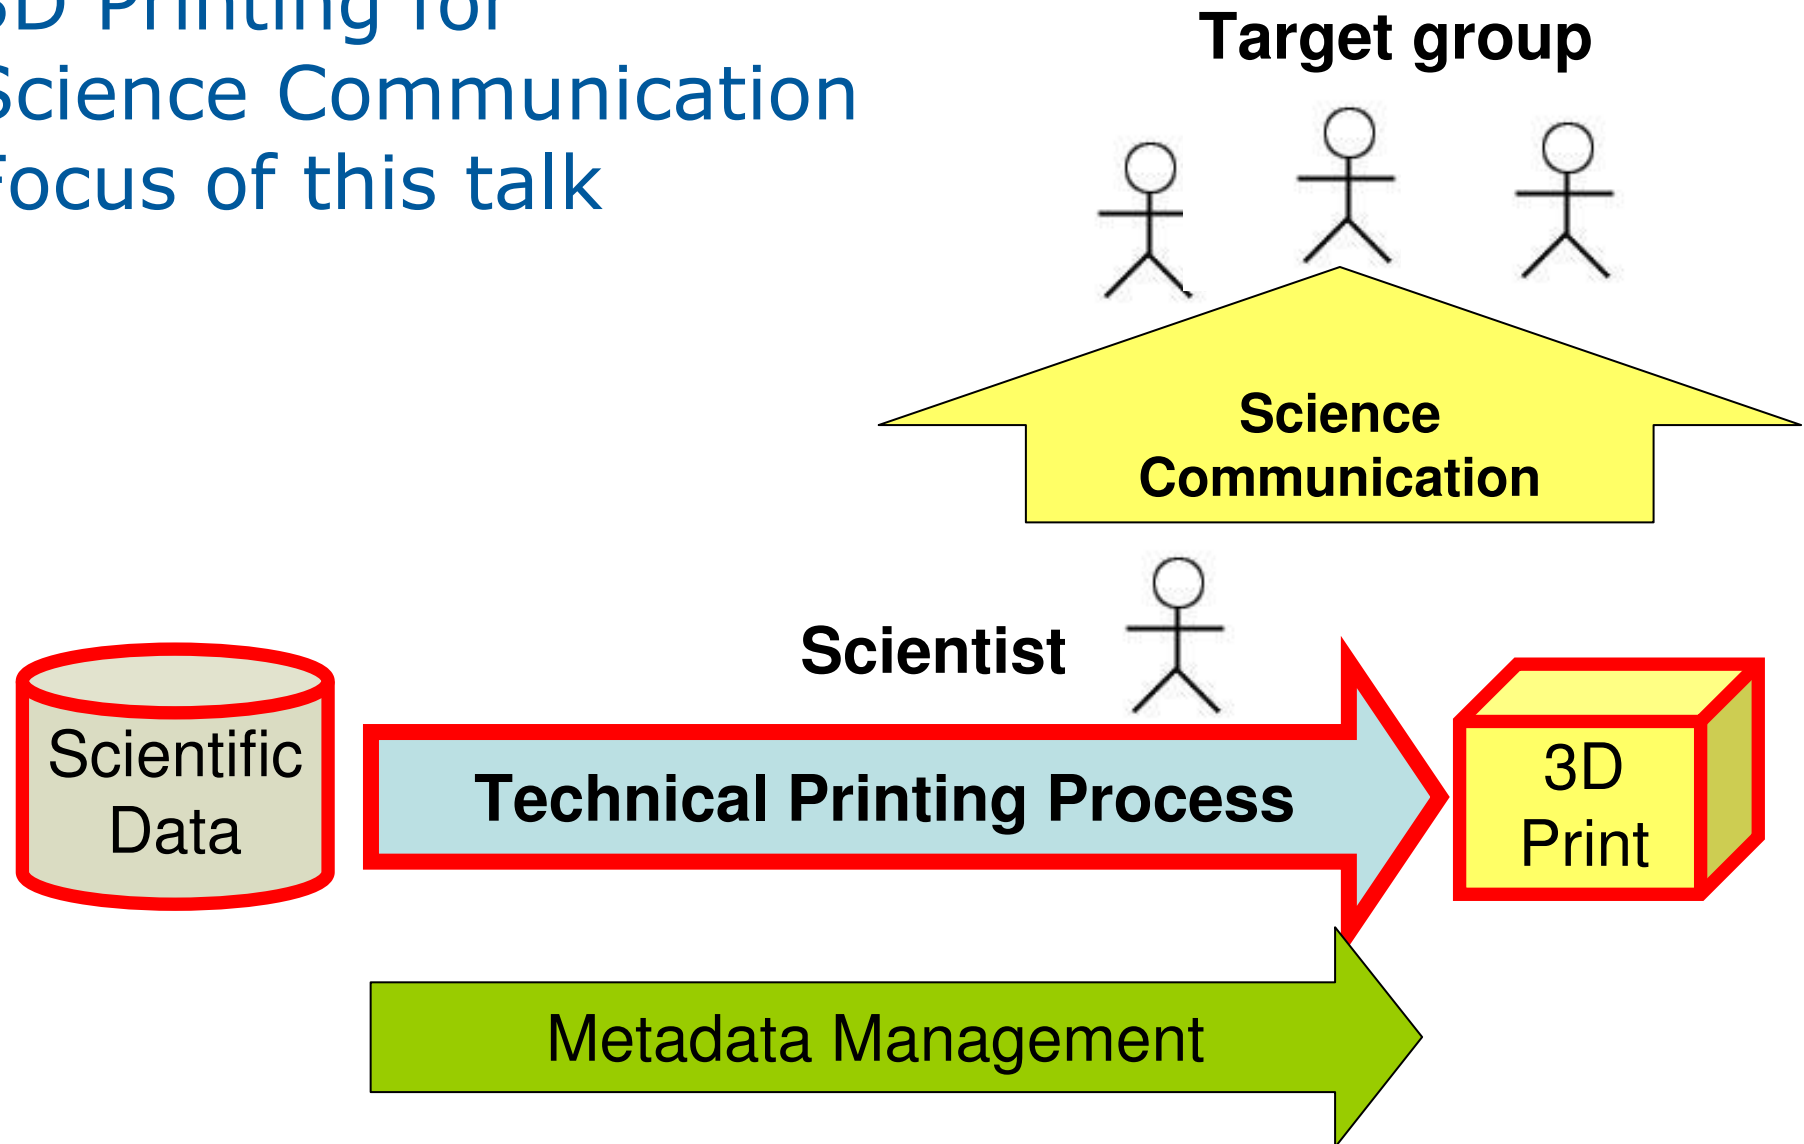 3D Printing for
Science Communication
Focus of this talk
Target group
Science
Communication
Scientist
Scientific
Data
Technical Printing Process
3D
Print
Metadata Management